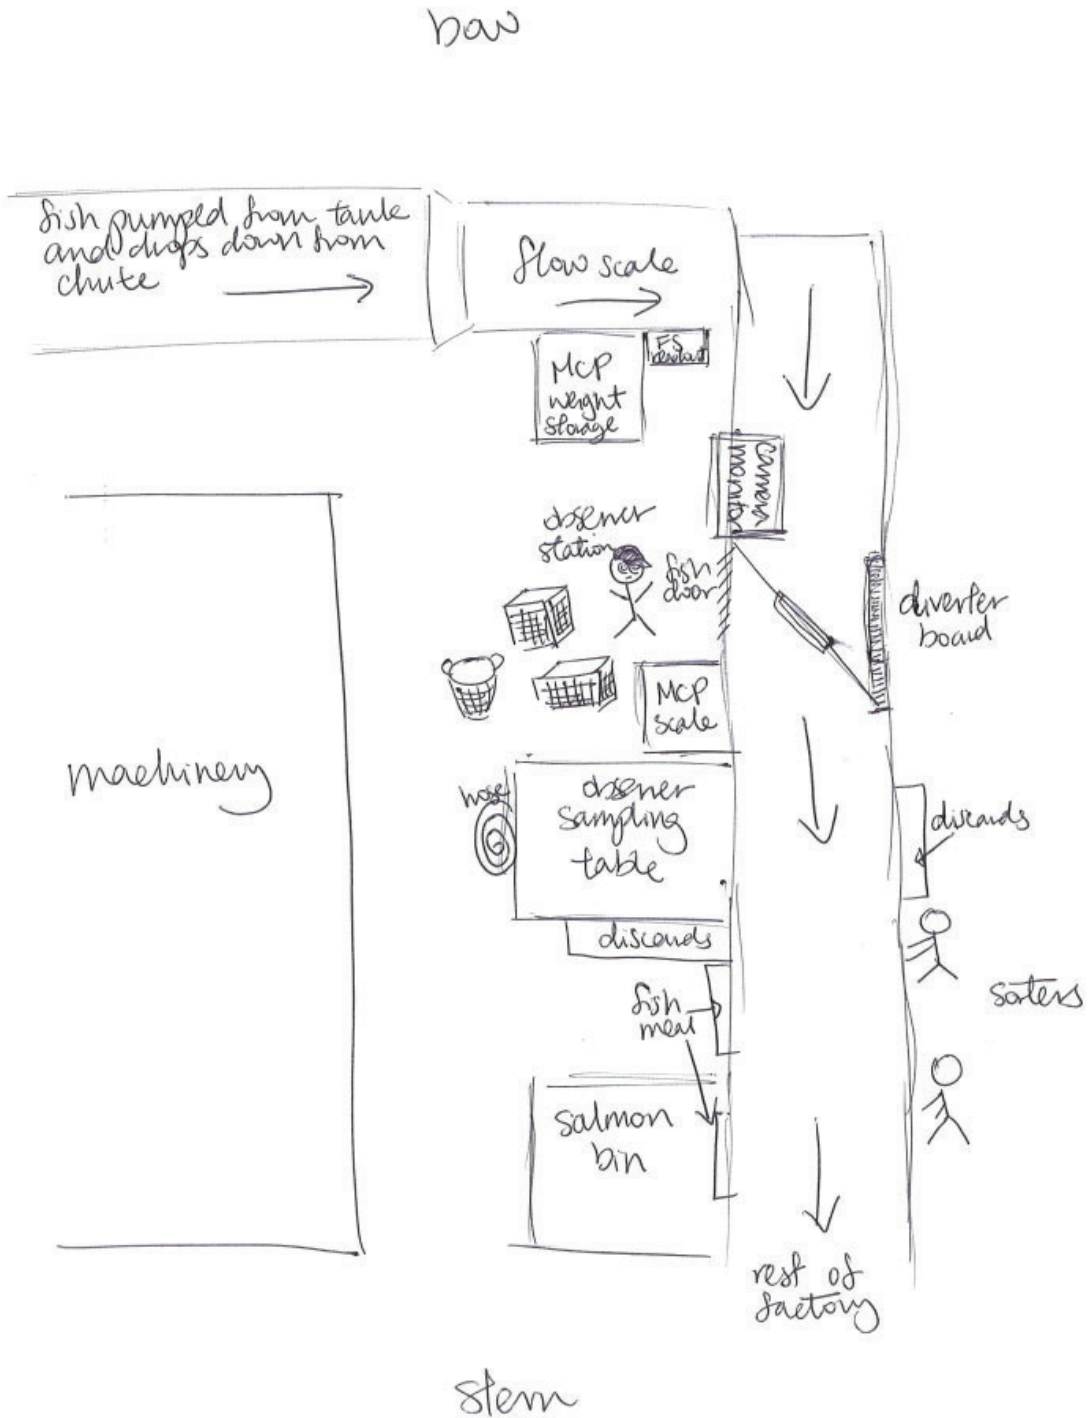 bow
fish pumped from tank
and drops down from
chute
flow scale
FS
MCP
weight
storage
camera
monitor
observer
station
fish
door
diverter
board
MCP
scale
machinery
hose
observer
sampling
table
discards
discards
fish
meal
sorters
salmon
bin
rest of
factory
stern